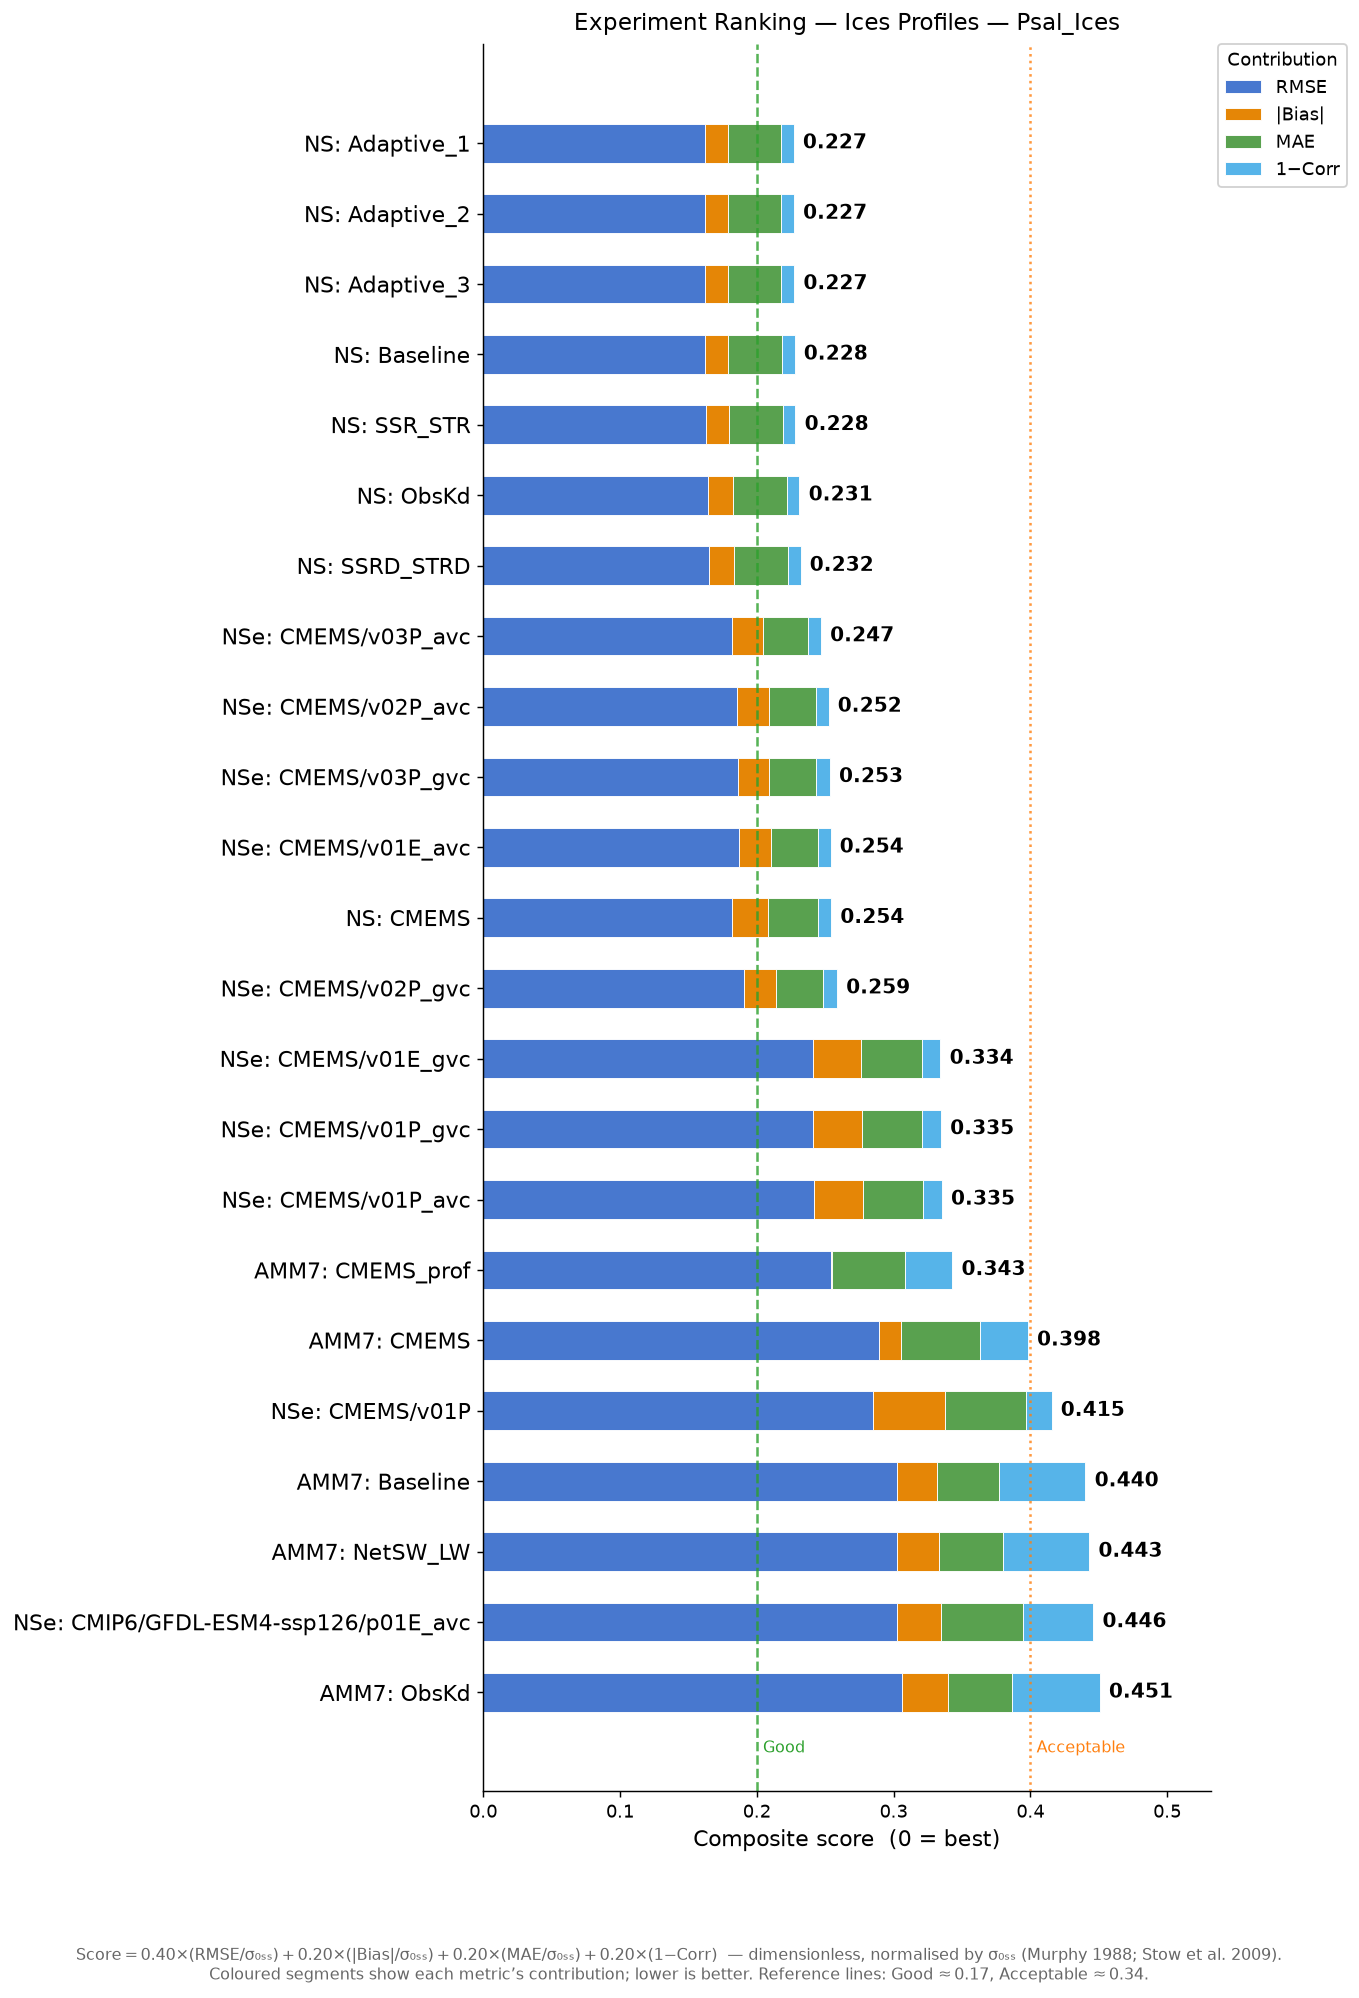 Experiment Ranking — Ices Profiles — Psal_Ices
Contribution
RMSE
|Bias|
MAE
1−Corr
NS: Adaptive_1 0.227
NS: Adaptive_2 0.227
NS: Adaptive_3 0.227
NS: Baseline 0.228
NS: SSR_STR 0.228
NS: ObsKd 0.231
NS: SSRD_STRD 0.232
NSe: CMEMS/v03P_avc 0.247
NSe: CMEMS/v02P_avc 0.252
NSe: CMEMS/v03P_gvc 0.253
NSe: CMEMS/v01E_avc 0.254
NS: CMEMS 0.254
NSe: CMEMS/v02P_gvc 0.259
NSe: CMEMS/v01E_gvc 0.334
NSe: CMEMS/v01P_gvc 0.335
NSe: CMEMS/v01P_avc 0.335
AMM7: CMEMS_prof 0.343
AMM7: CMEMS 0.398
NSe: CMEMS/v01P 0.415
AMM7: Baseline 0.440
AMM7: NetSW_LW 0.443
NSe: CMIP6/GFDL-ESM4-ssp126/p01E_avc 0.446
AMM7: ObsKd 0.451
Good Acceptable
0.0 0.1 0.2 0.3 0.4 0.5
Composite score (0 = best)
Score = 0.40×(RMSE/σ₀ₛₛ) + 0.20×(|Bias|/σ₀ₛₛ) + 0.20×(MAE/σ₀ₛₛ) + 0.20×(1−Corr) — dimensionless, normalised by σ₀ₛₛ (Murphy 1988; Stow et al. 2009).
Coloured segments show each metric’s contribution; lower is better. Reference lines: Good ≈ 0.17, Acceptable ≈ 0.34.